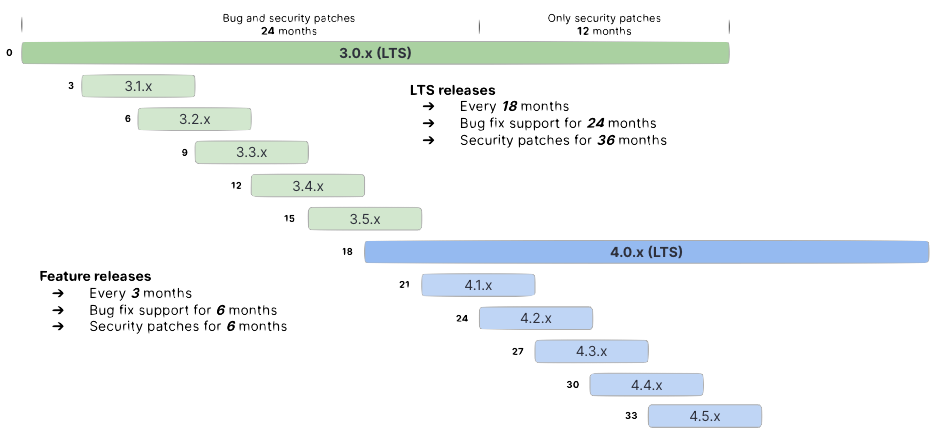 Bug and security patches
24 months
Only security patches
12 months
0
3.0.x (LTS)
3
3.1.x
LTS releases
➔ Every 18 months
➔ Bug fix support for 24 months
➔ Security patches for 36 months
6
3.2.x
9
3.3.x
12
3.4.x
15
3.5.x
18
4.0.x (LTS)
Feature releases
➔ Every 3 months
➔ Bug fix support for 6 months
➔ Security patches for 6 months
21
4.1.x
24
4.2.x
27
4.3.x
30
4.4.x
33
4.5.x